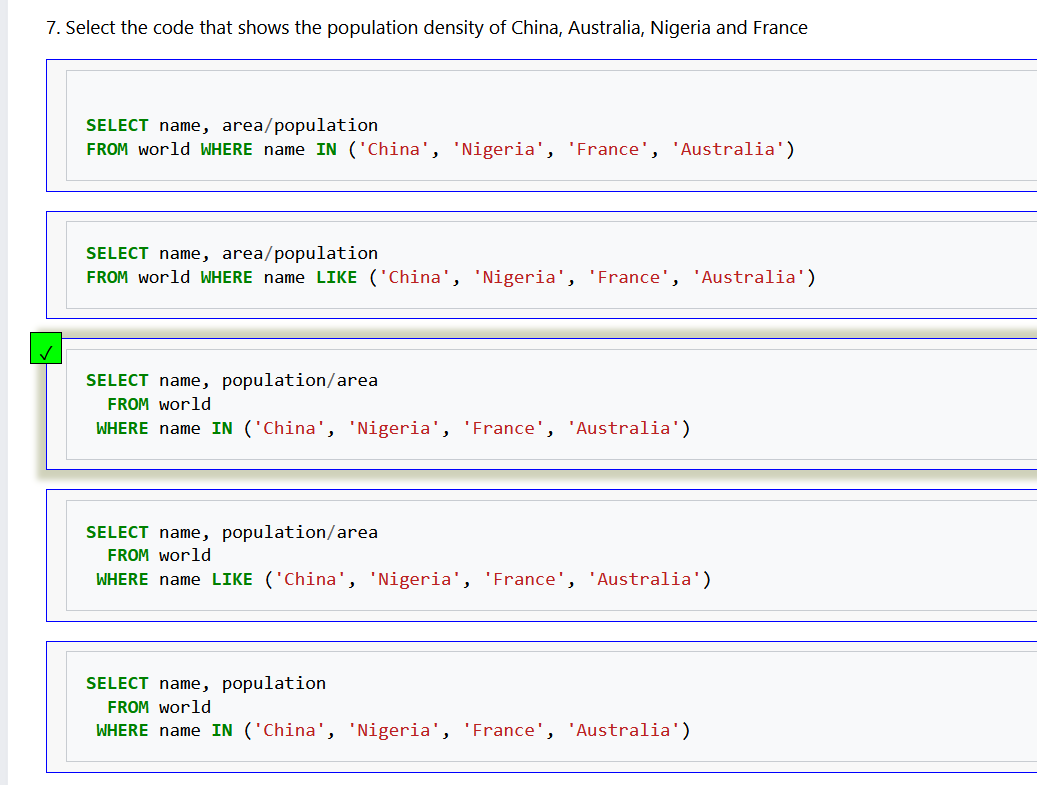 7. Select the code that shows the population density of China, Australia, Nigeria and France
SELECT name, area/population
FROM world WHERE name IN ('China', 'Nigeria', 'France', 'Australia')
SELECT name, area/population
FROM world WHERE name LIKE ('China', 'Nigeria', 'France', 'Australia')
✓
SELECT name, population/area
FROM world
WHERE name IN ('China', 'Nigeria', 'France', 'Australia')
SELECT name, population/area
FROM world
WHERE name LIKE ('China', 'Nigeria', 'France', 'Australia')
SELECT name, population
FROM world
WHERE name IN ('China', 'Nigeria', 'France', 'Australia')